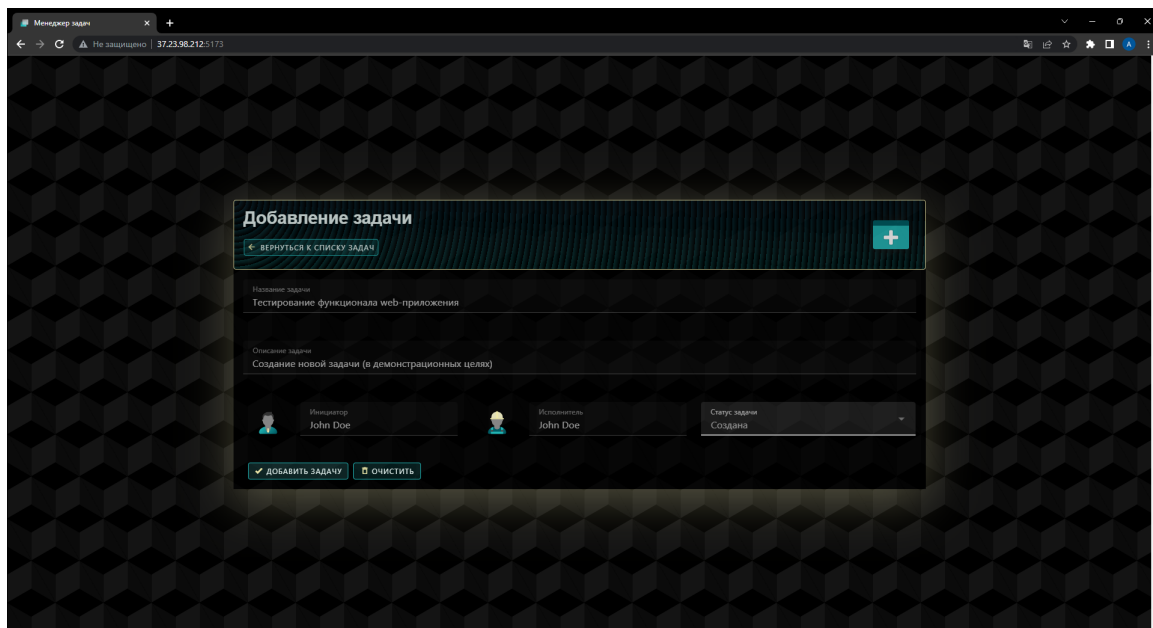 Менеджер задач
Не защищено | 37.23.98.212:5173
A
Добавление задачи
ВЕРНУТЬСЯ К СПИСКУ ЗАДАЧ
Название задачи
Тестирование функционала web-приложения
Описание задачи
Создание новой задачи (в демонстрационных целях)
Инициатор
John Doe
Исполнитель
John Doe
Статус задачи
Создана
ДОБАВИТЬ ЗАДАЧУ
ОЧИСТИТЬ